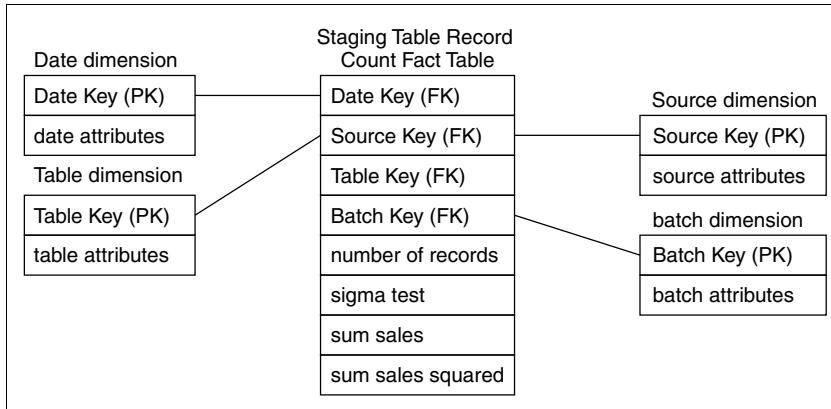 Date dimension
Date Key (PK)
date attributes
Table dimension
Table Key (PK)
table attributes
Staging Table Record
Count Fact Table
Date Key (FK)
Source Key (FK)
Table Key (FK)
Batch Key (FK)
number of records
sigma test
sum sales
sum sales squared
Source dimension
Source Key (PK)
source attributes
batch dimension
Batch Key (PK)
batch attributes